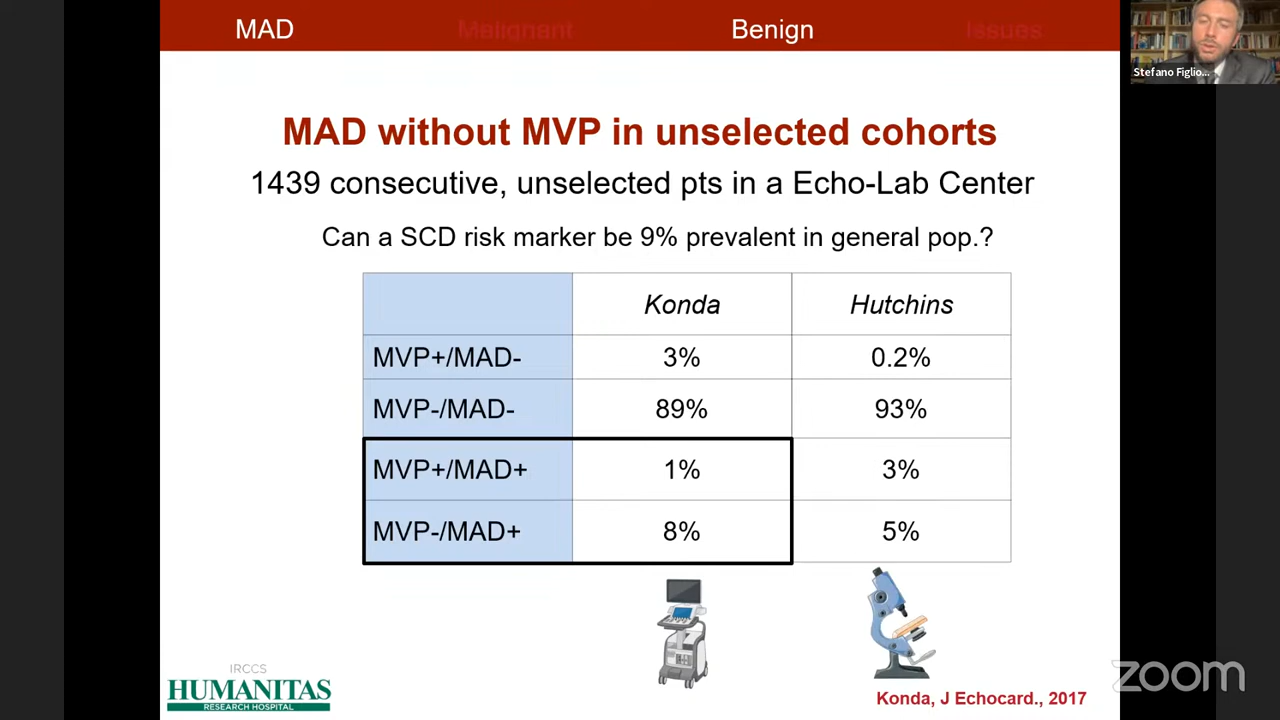 MAD Malignant Benign Issues
Stefano Figlio...
MAD without MVP in unselected cohorts
1439 consecutive, unselected pts in a Echo-Lab Center
Can a SCD risk marker be 9% prevalent in general pop.?
Konda Hutchins
MVP+/MAD- 3% 0.2%
MVP-/MAD- 89% 93%
MVP+/MAD+ 1% 3%
MVP-/MAD+ 8% 5%
IRCCS
HUMANITAS
RESEARCH HOSPITAL
Konda, J Echocard., 2017
zoom